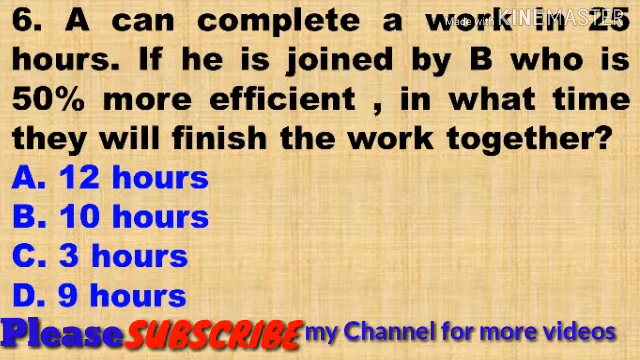 6. A can complete a work in 25
hours. If he is joined by B who is
50% more efficient , in what time
they will finish the work together?
A. 12 hours
B. 10 hours
C. 3 hours
D. 9 hours
Please SUBSCRIBE my Channel for more videos
Made with KINEMASTER